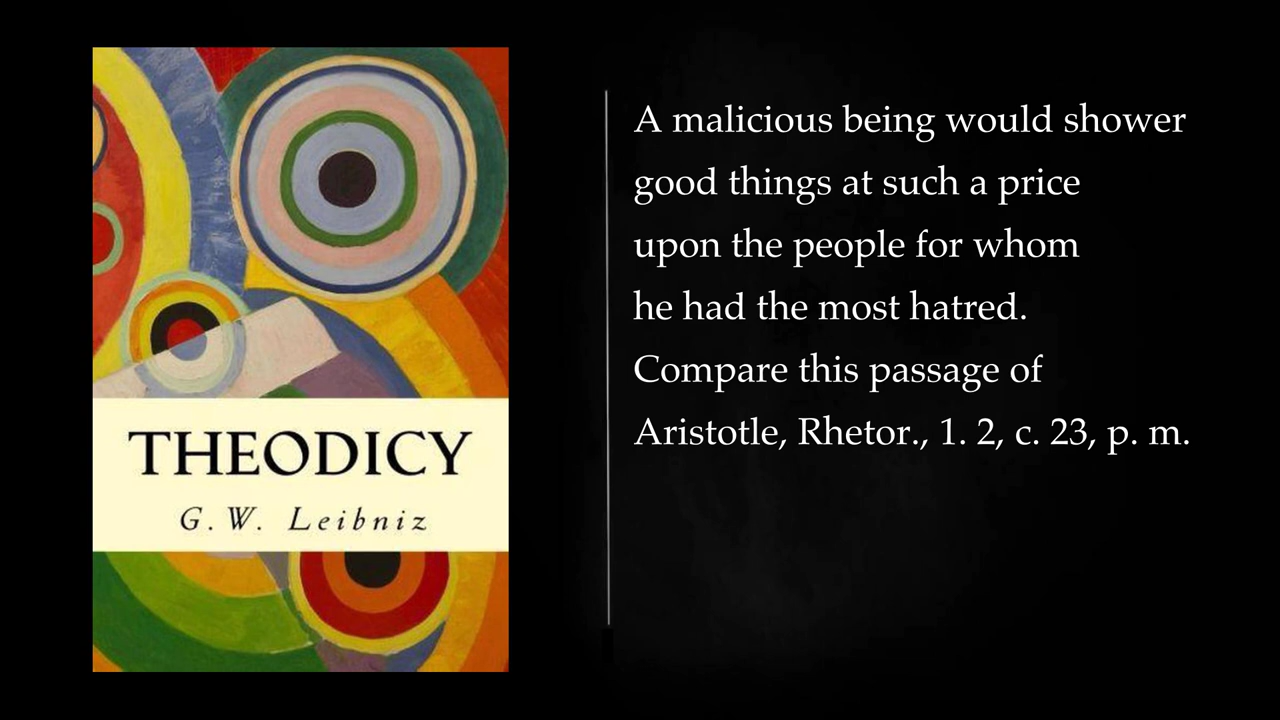 THEODICY
G.W. Leibniz
A malicious being would shower
good things at such a price
upon the people for whom
he had the most hatred.
Compare this passage of
Aristotle, Rhetor., 1. 2, c. 23, p. m.